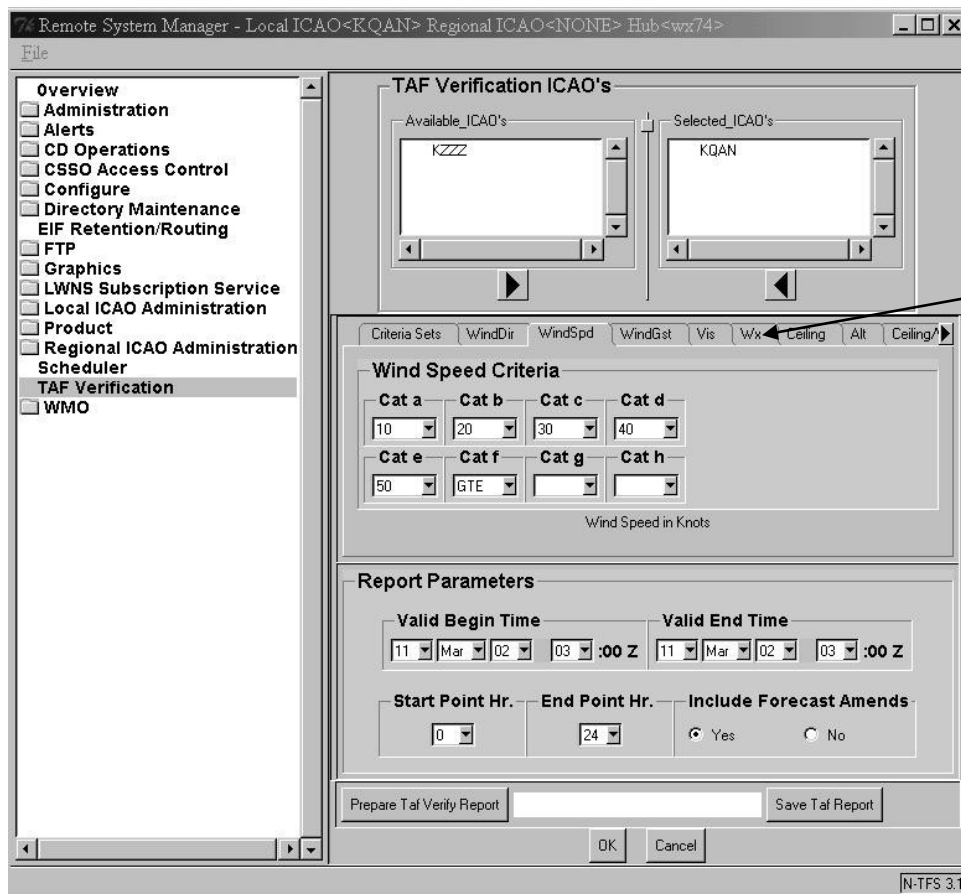 Remote System Manager - Local ICAO<KQAN> Regional ICAO<NONE> Hub<wx74>
File
Overview
Administration
Alerts
CD Operations
CSSO Access Control
Configure
Directory Maintenance
EIF Retention/Routing
FTP
Graphics
LWNS Subscription Service
Local ICAO Administration
Product
Regional ICAO Administration
Scheduler
TAF Verification
WMO
TAF Verification ICAO's
Available_ICAO's
KZZZ
Selected_ICAO's
KQAN
Criteria Sets WindDir WindSpd WindGst Vis Wx Ceiling Alt Ceiling/
Wind Speed Criteria
Cat a Cat b Cat c Cat d
10 20 30 40
Cat e Cat f Cat g Cat h
50 GTE
Wind Speed in Knots
Report Parameters
Valid Begin Time Valid End Time
11 Mar 02 03 :00 Z 11 Mar 02 03 :00 Z
Start Point Hr. End Point Hr. Include Forecast Amends
0 24 Yes No
Prepare Taf Verify Report Save Taf Report
OK Cancel
N-TFS 3.1